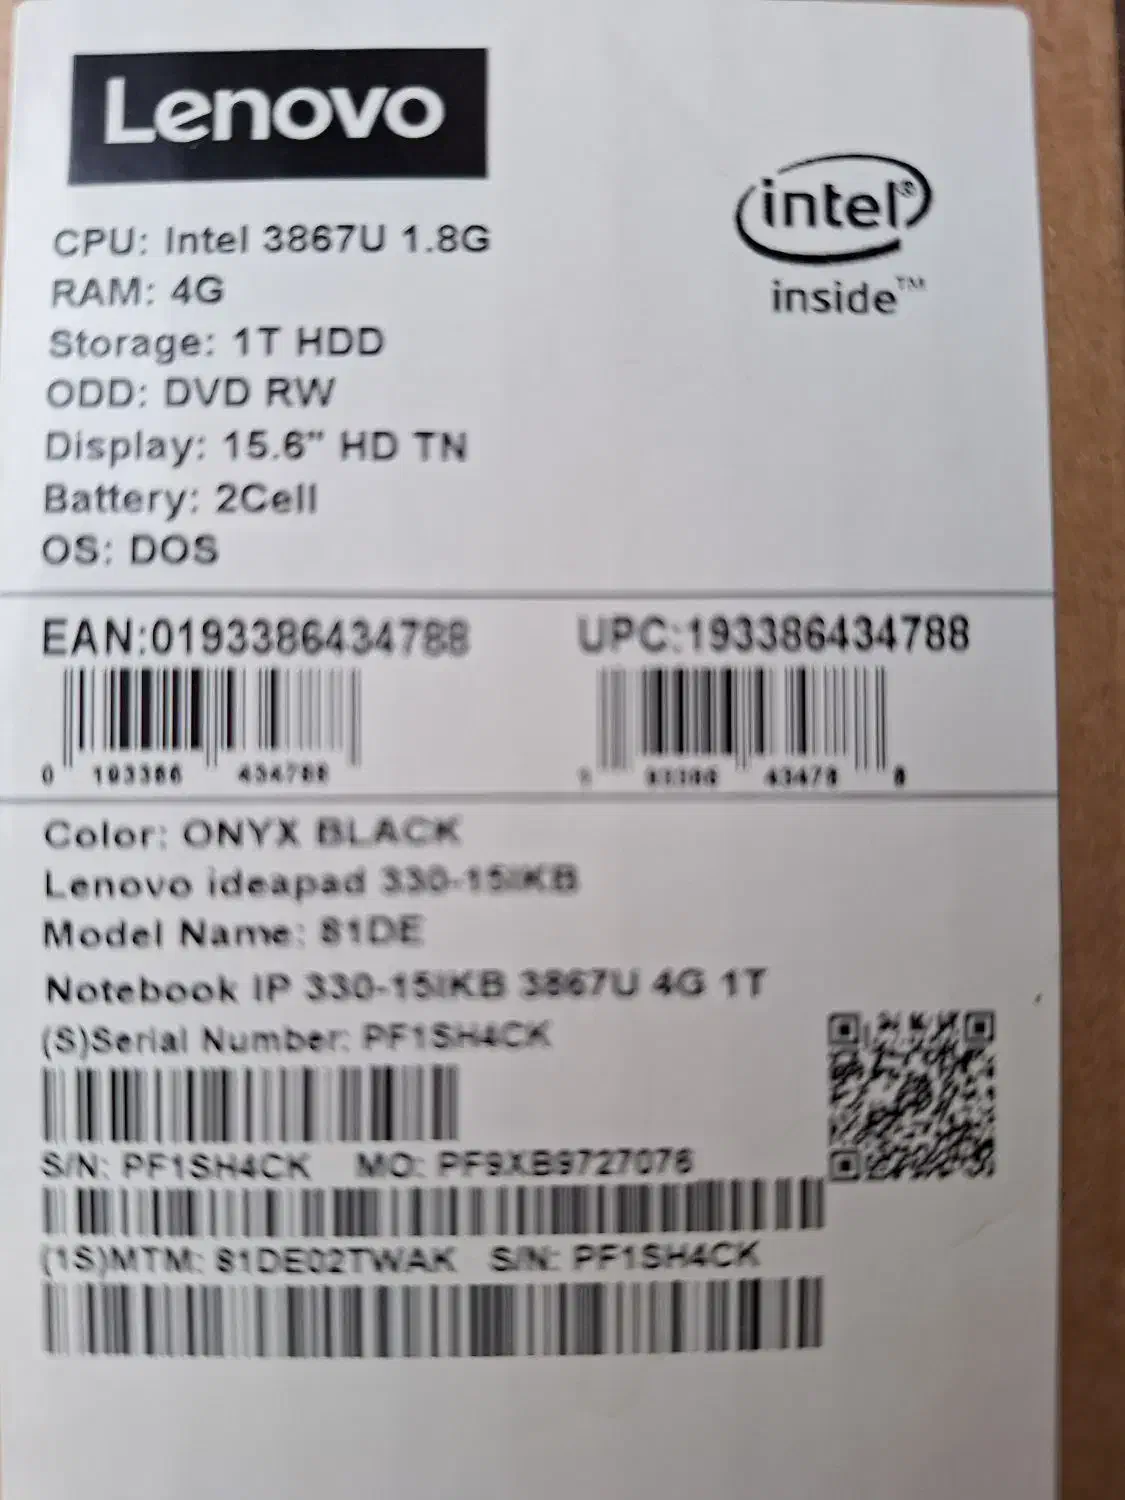 Lenovo
intel®
inside™
CPU: Intel 3867U 1.8G
RAM: 4G
Storage: 1T HDD
ODD: DVD RW
Display: 15.6" HD TN
Battery: 2Cell
OS: DOS
EAN:0193386434788 UPC:193386434788
0 193386 434788 93386 43478 8
Color: ONYX BLACK
Lenovo ideapad 330-15IKB
Model Name: 81DE
Notebook IP 330-15IKB 3867U 4G 1T
(S)Serial Number: PF1SH4CK
S/N: PF1SH4CK MO: PF9XB9727076
(1S)MTM: 81DE02TWAK S/N: PF1SH4CK